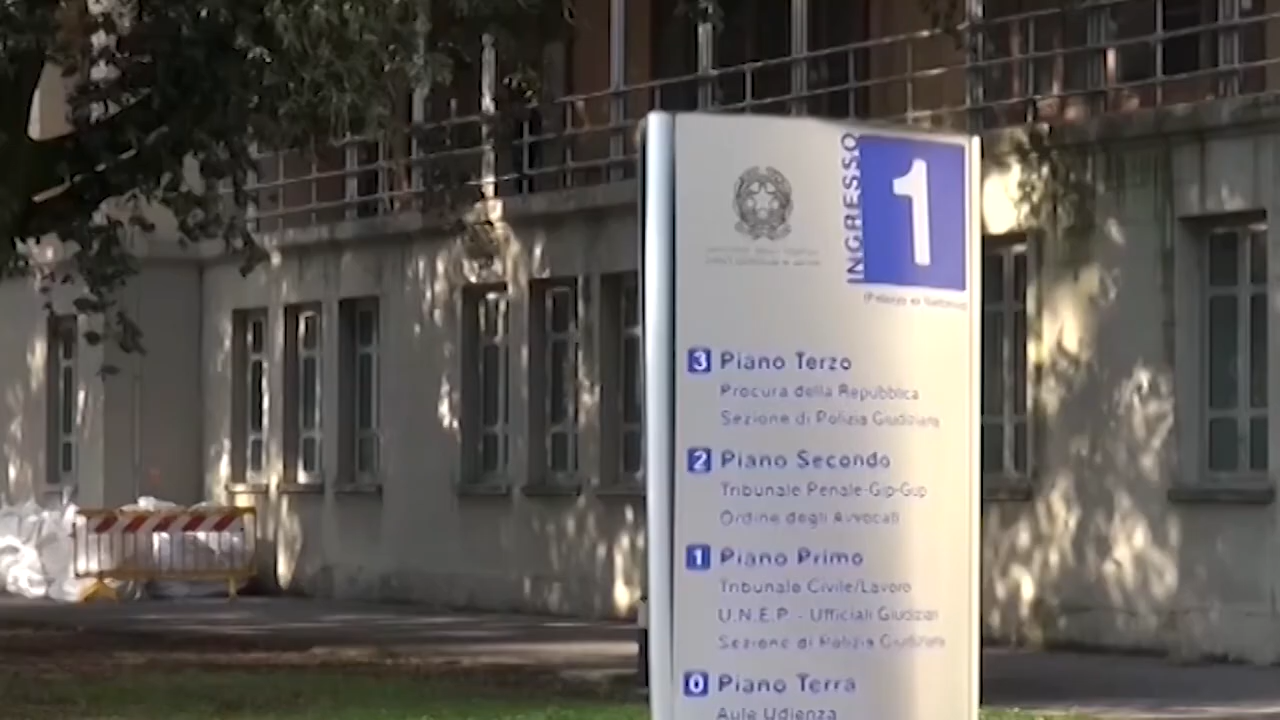 INGRESSO
1
3 Piano Terzo
Procura della Repubblica
Sezione di Polizia Giudiziaria
2 Piano Secondo
Tribunale Penale-Gip-Gup
Ordine degli Avvocati
1 Piano Primo
Tribunale Civile/Lavoro
U.N.E.P. - Ufficiali Giudiziari
Sezione di Polizia Giudiziaria
0 Piano Terra
Aule Udienza